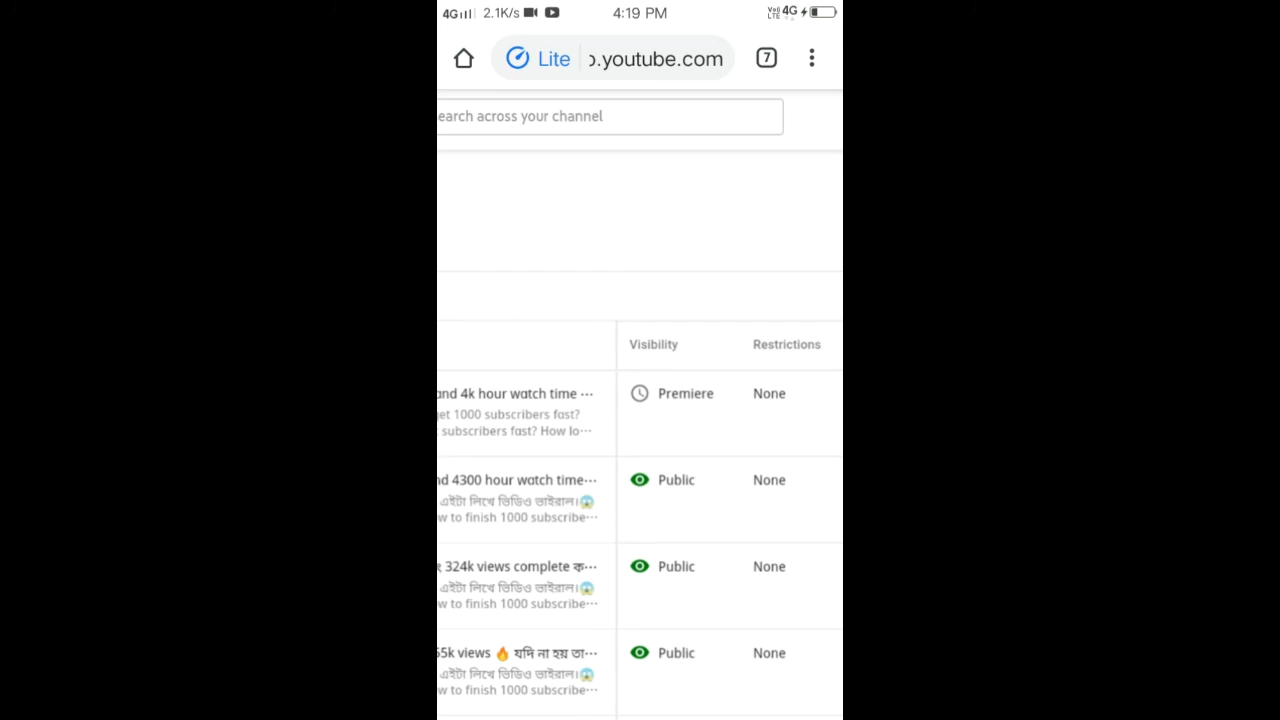 4G 2.1K/s 4:19 PM VoLTE 4G
Lite .youtube.com 7
earch across your channel
Visibility Restrictions
and 4k hour watch time ··· Premiere None
et 1000 subscribers fast?
subscribers fast? How lo···
nd 4300 hour watch time··· Public None
এইটা লিখে ভিডিও ভাইরাল।😱
w to finish 1000 subscribe···
324k views complete ক··· Public None
এইটা লিখে ভিডিও ভাইরাল।😱
w to finish 1000 subscribe···
55k views 🔥 যদি না হয় তা··· Public None
এইটা লিখে ভিডিও ভাইরাল।😱
w to finish 1000 subscribe···